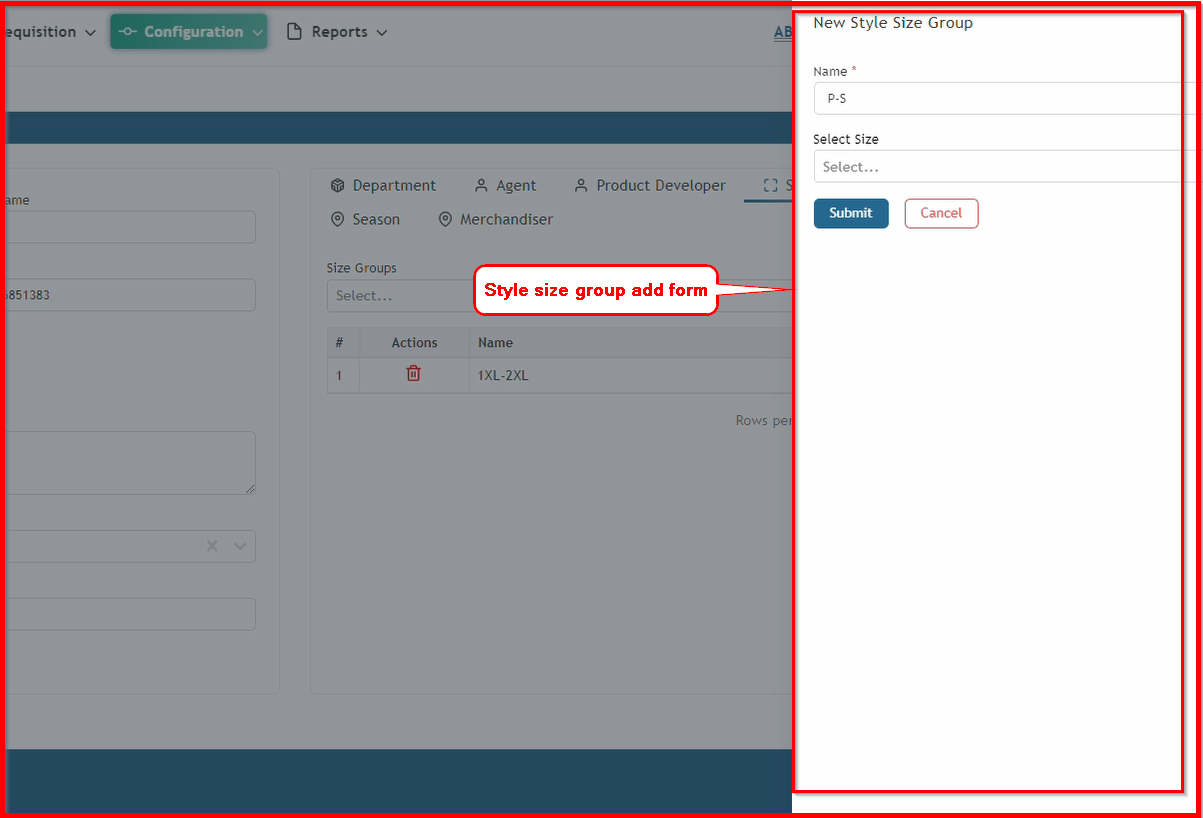 equisition
Configuration
Reports
AB
New Style Size Group
Name *
P-S
Select Size
Select...
Submit
Cancel
ame
6851383
Department
Agent
Product Developer
S
Season
Merchandiser
Size Groups
Select...
Style size group add form
# Actions Name
1 1XL-2XL
Rows per